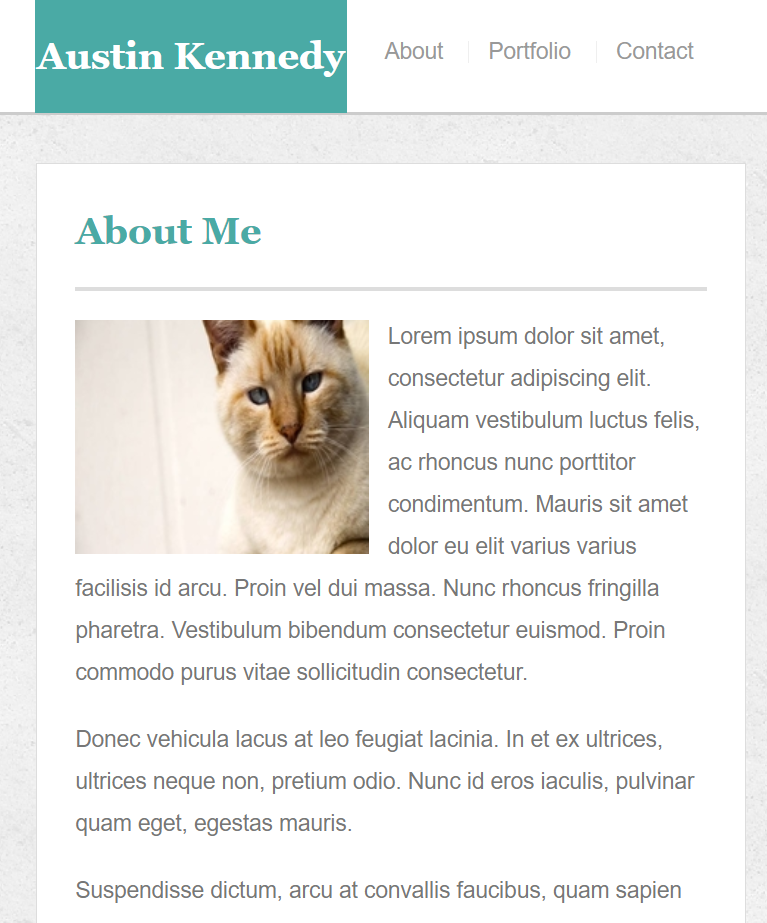 Austin Kennedy
About
Portfolio
Contact
About Me
Lorem ipsum dolor sit amet,
consectetur adipiscing elit.
Aliquam vestibulum luctus felis,
ac rhoncus nunc porttitor
condimentum. Mauris sit amet
dolor eu elit varius varius
facilisis id arcu. Proin vel dui massa. Nunc rhoncus fringilla
pharetra. Vestibulum bibendum consectetur euismod. Proin
commodo purus vitae sollicitudin consectetur.
Donec vehicula lacus at leo feugiat lacinia. In et ex ultrices,
ultrices neque non, pretium odio. Nunc id eros iaculis, pulvinar
quam eget, egestas mauris.
Suspendisse dictum, arcu at convallis faucibus, quam sapien